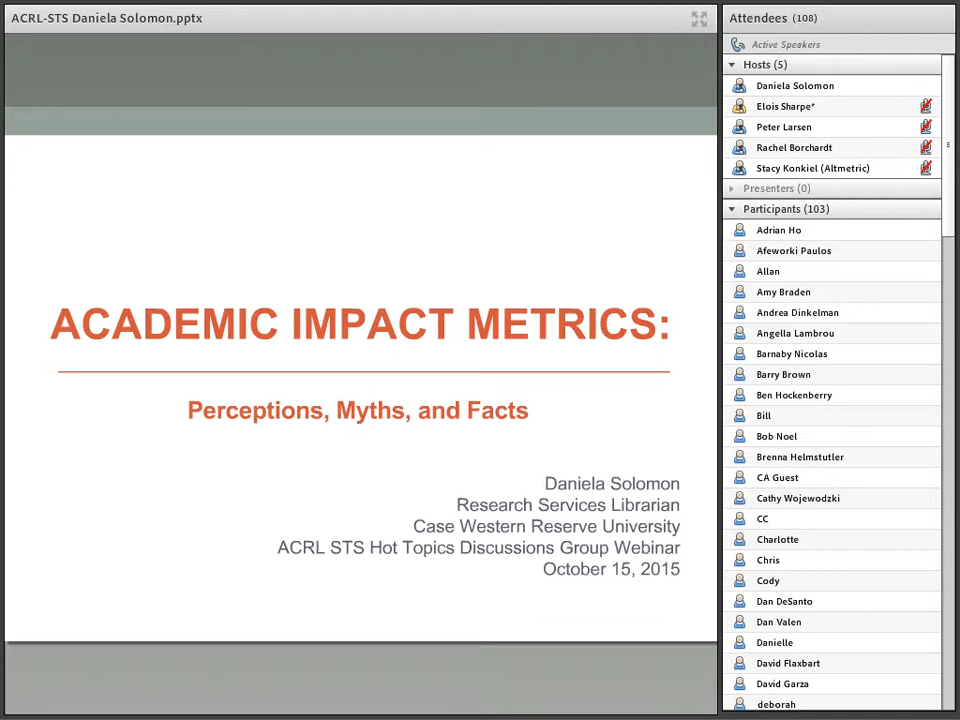 ACRL-STS Daniela Solomon.pptx
ACADEMIC IMPACT METRICS:
Perceptions, Myths, and Facts
Daniela Solomon
Research Services Librarian
Case Western Reserve University
ACRL STS Hot Topics Discussions Group Webinar
October 15, 2015
Attendees (108)
Active Speakers
Hosts (5)
Daniela Solomon
Elois Sharpe*
Peter Larsen
Rachel Borchardt
Stacy Konkiel (Altmetric)
Presenters (0)
Participants (103)
Adrian Ho
Afeworki Paulos
Allan
Amy Braden
Andrea Dinkelman
Angella Lambrou
Barnaby Nicolas
Barry Brown
Ben Hockenberry
Bill
Bob Noel
Brenna Helmstutler
CA Guest
Cathy Wojewodzki
CC
Charlotte
Chris
Cody
Dan DeSanto
Dan Valen
Danielle
David Flaxbart
David Garza
deborah